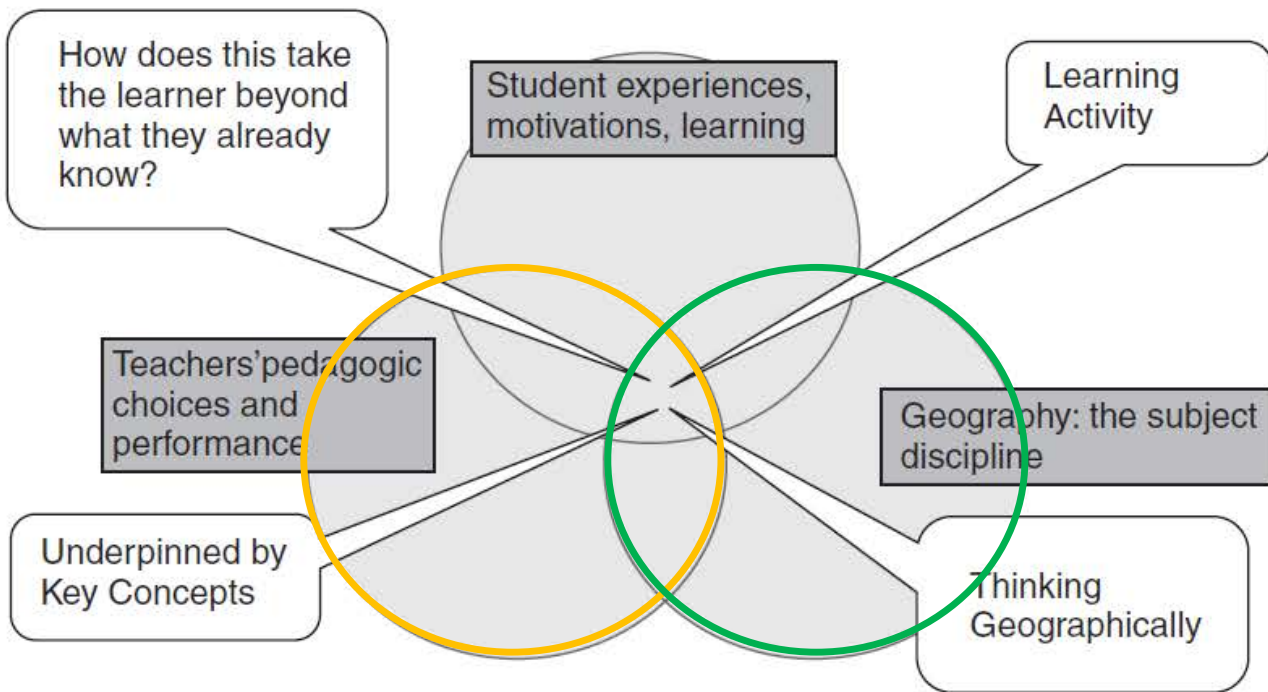 How does this take
the learner beyond
what they already
know?
Student experiences,
motivations, learning
Learning
Activity
Teachers'pedagogic
choices and
performance
Geography: the subject
discipline
Underpinned by
Key Concepts
Thinking
Geographically